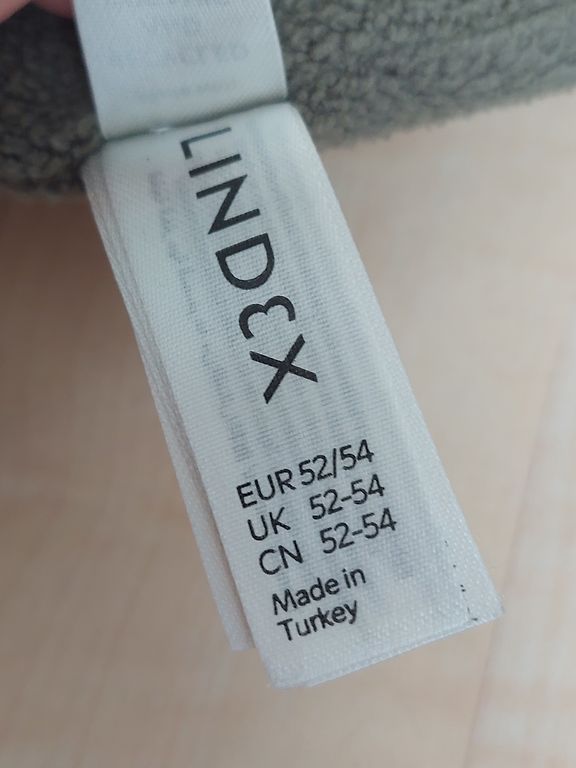 LINDEX
EUR 52/54
UK 52-54
CN 52-54
Made in
Turkey